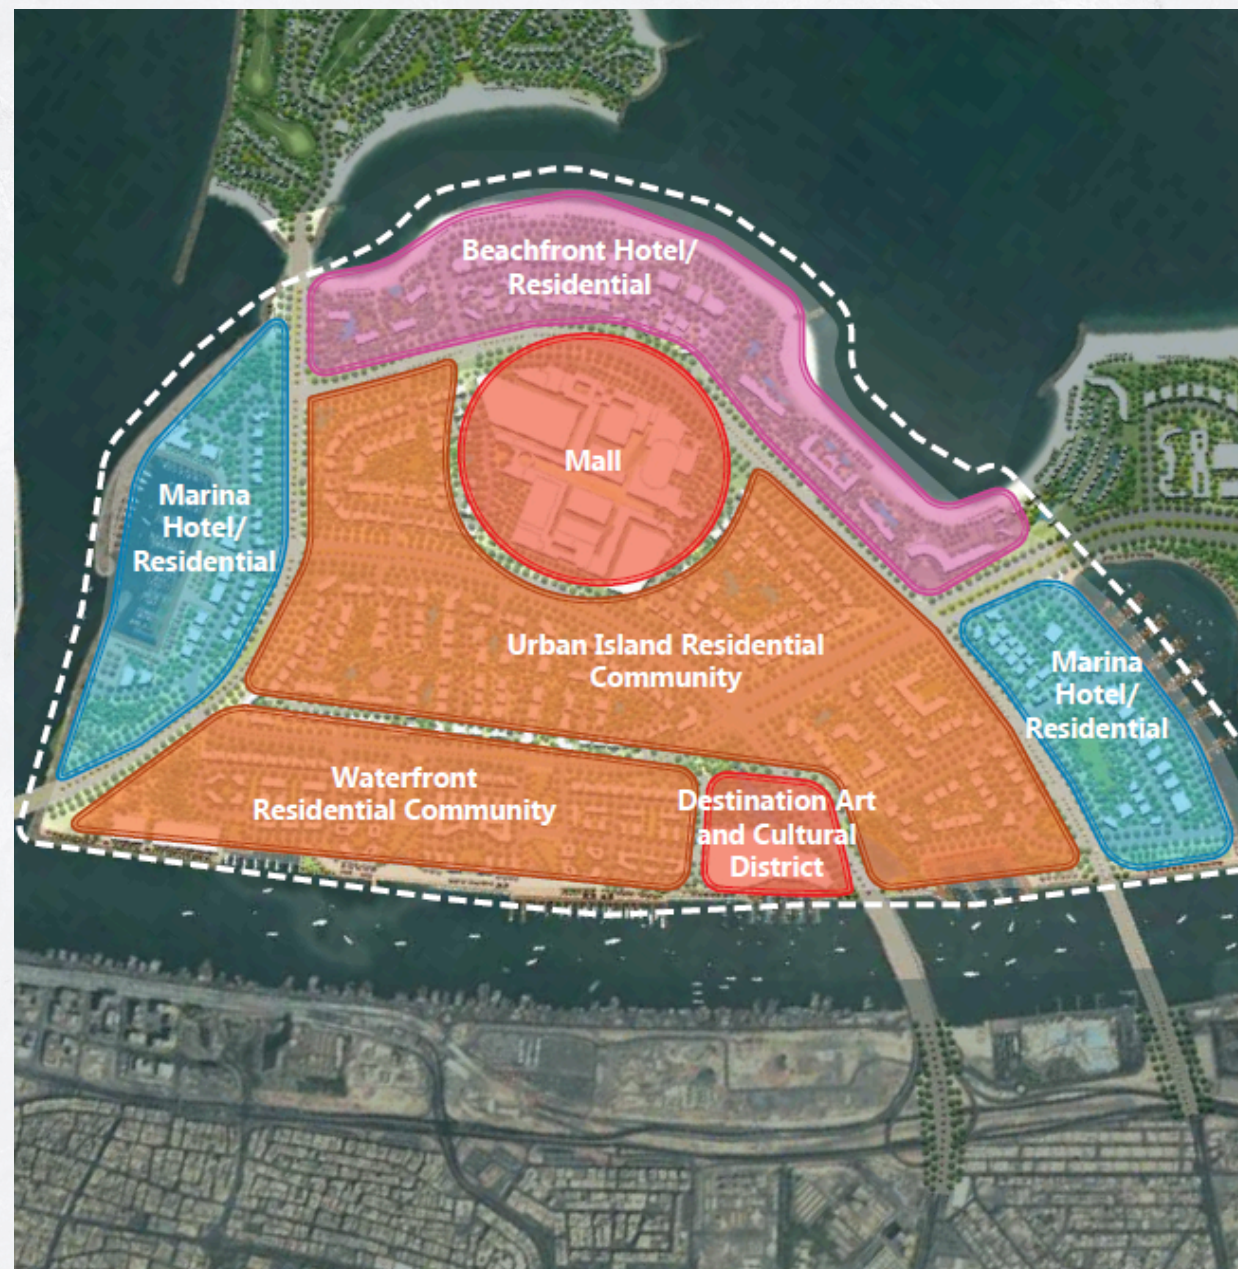 Beachfront Hotel/
Residential
Mall
Marina
Hotel/
Residential
Urban Island Residential
Community
Marina
Hotel/
Residential
Waterfront
Residential Community
Destination Art
and Cultural
District